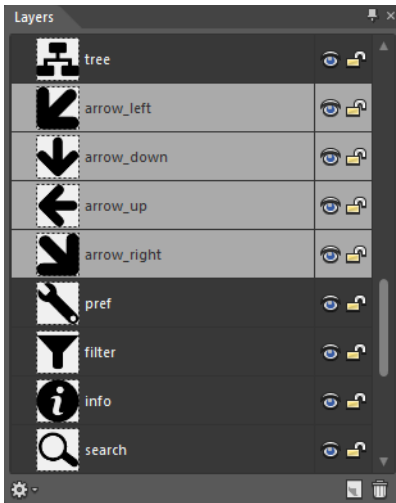 Layers
tree
arrow_left
arrow_down
arrow_up
arrow_right
pref
filter
info
search